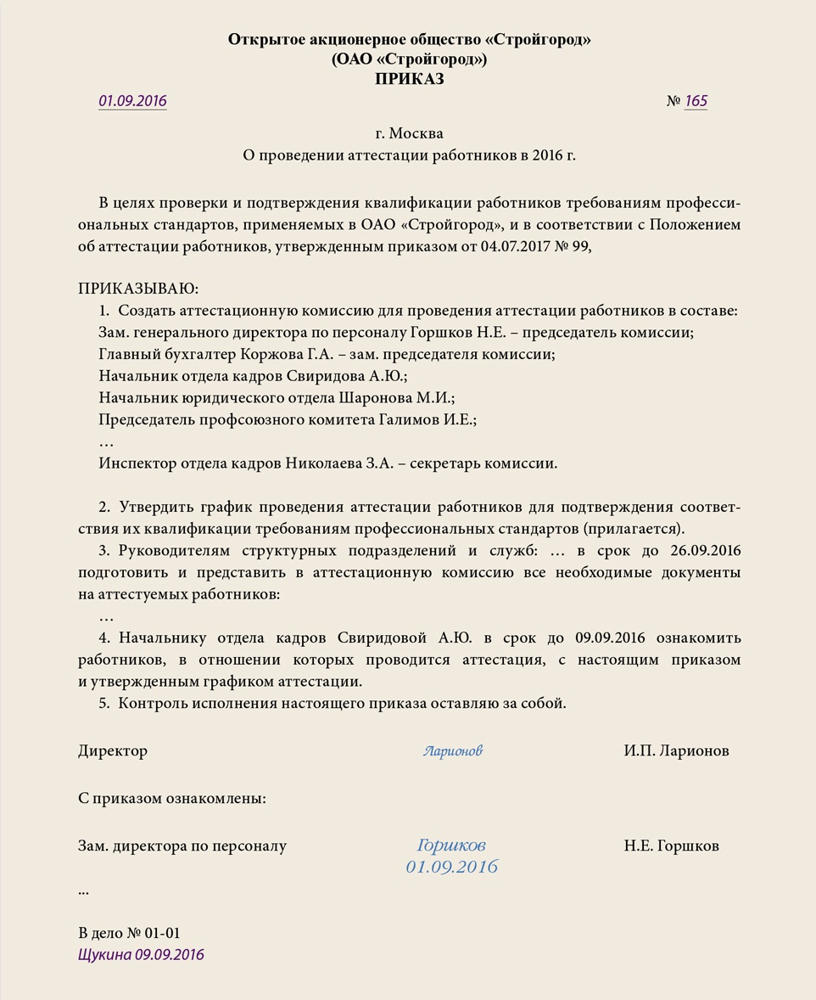 Открытое акционерное общество «Стройгород»
(ОАО «Стройгород»)
ПРИКАЗ
01.09.2016 № 165
г. Москва
О проведении аттестации работников в 2016 г.
В целях проверки и подтверждения квалификации работников требованиям професси-
ональных стандартов, применяемых в ОАО «Стройгород», и в соответствии с Положением
об аттестации работников, утвержденным приказом от 04.07.2017 № 99,
ПРИКАЗЫВАЮ:
1. Создать аттестационную комиссию для проведения аттестации работников в составе:
Зам. генерального директора по персоналу Горшков Н.Е. – председатель комиссии;
Главный бухгалтер Коржова Г.А. – зам. председателя комиссии;
Начальник отдела кадров Свиридова А.Ю.;
Начальник юридического отдела Шаронова М.И.;
Председатель профсоюзного комитета Галимов И.Е.;
…
Инспектор отдела кадров Николаева З.А. – секретарь комиссии.
2. Утвердить график проведения аттестации работников для подтверждения соответ-
ствия их квалификации требованиям профессиональных стандартов (прилагается).
3. Руководителям структурных подразделений и служб: … в срок до 26.09.2016
подготовить и представить в аттестационную комиссию все необходимые документы
на аттестуемых работников:
…
4. Начальнику отдела кадров Свиридовой А.Ю. в срок до 09.09.2016 ознакомить
работников, в отношении которых проводится аттестация, с настоящим приказом
и утвержденным графиком аттестации.
5. Контроль исполнения настоящего приказа оставляю за собой.
Директор Ларионов И.П. Ларионов
С приказом ознакомлены:
Зам. директора по персоналу Горшков Н.Е. Горшков
01.09.2016
...
В дело № 01-01
Щукина 09.09.2016